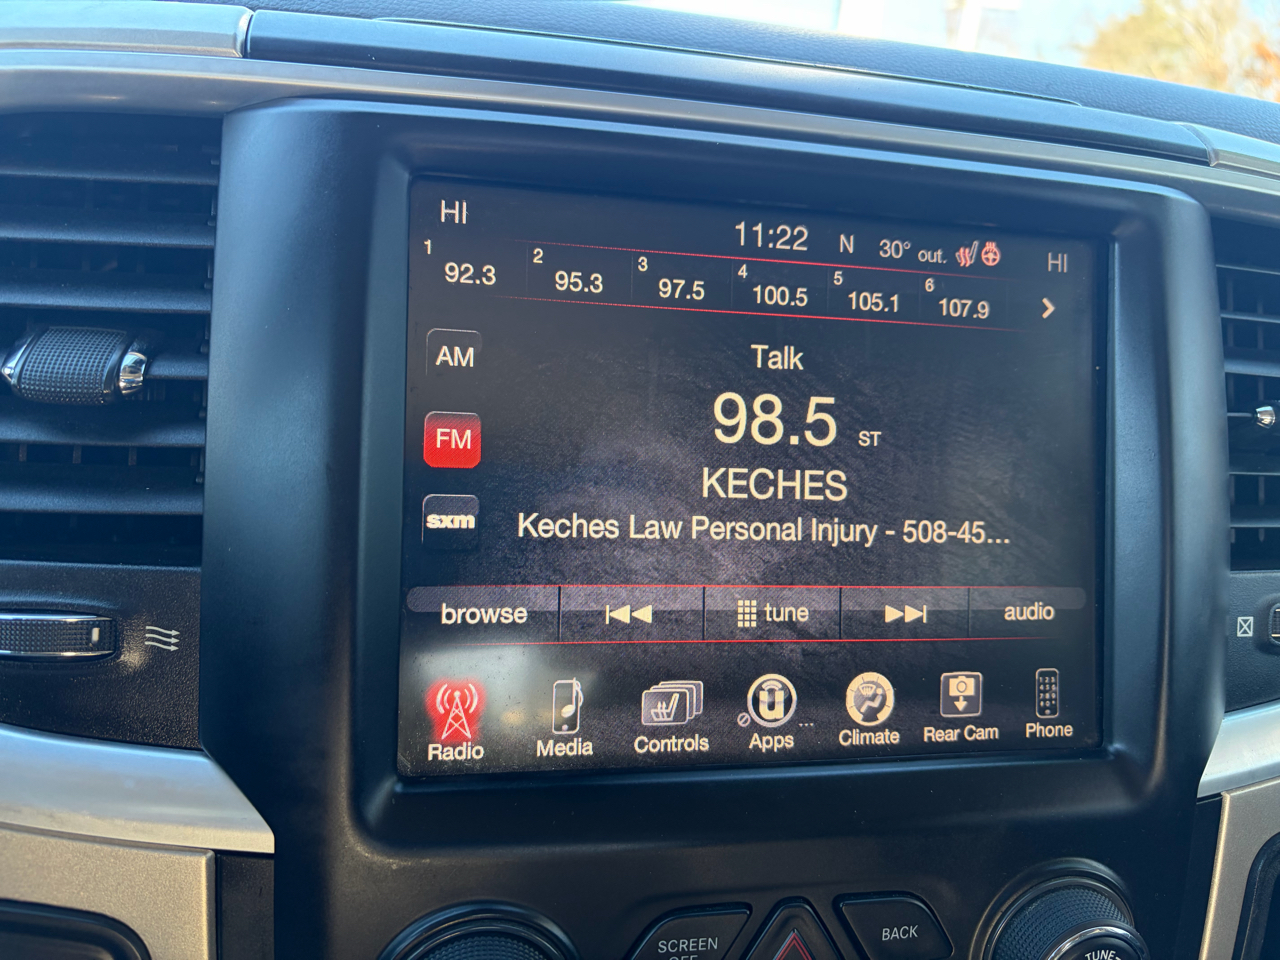 HI
11:22 N 30° out. HI
1 92.3 2 95.3 3 97.5 4 100.5 5 105.1 6 107.9
AM
Talk
98.5 ST
FM
KECHES
sxm
Keches Law Personal Injury - 508-45...
browse tune audio
Radio Media Controls Apps ... Climate Rear Cam Phone
SCREEN
OFF
BACK
TUNE